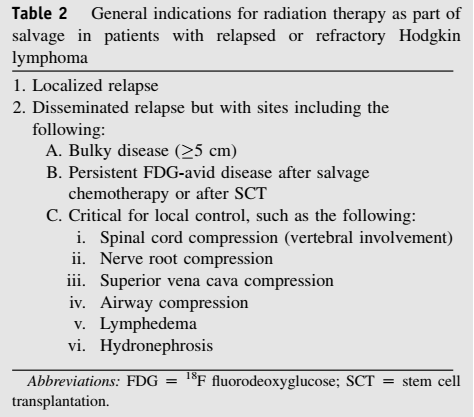 Table 2 General indications for radiation therapy as part of
salvage in patients with relapsed or refractory Hodgkin
lymphoma
1. Localized relapse
2. Disseminated relapse but with sites including the
following:
A. Bulky disease (≥5 cm)
B. Persistent FDG-avid disease after salvage
chemotherapy or after SCT
C. Critical for local control, such as the following:
i. Spinal cord compression (vertebral involvement)
ii. Nerve root compression
iii. Superior vena cava compression
iv. Airway compression
v. Lymphedema
vi. Hydronephrosis
Abbreviations: FDG = ¹⁸F fluorodeoxyglucose; SCT = stem cell
transplantation.